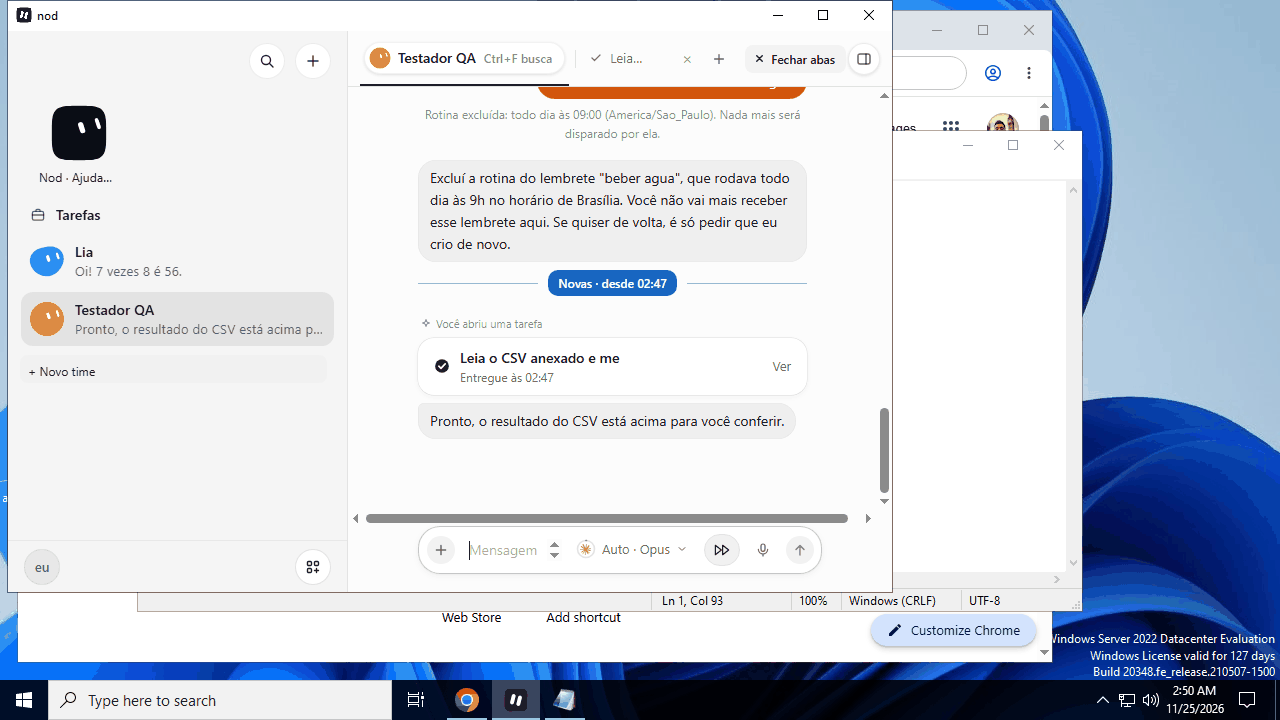 nod
Nod · Ajuda...
Tarefas
Lia
Oi! 7 vezes 8 é 56.
Testador QA
Pronto, o resultado do CSV está acima p...
+ Novo time
eu
Testador QA Ctrl+F busca
Leia...
Fechar abas
Rotina excluída: todo dia às 09:00 (America/Sao_Paulo). Nada mais será
disparado por ela.
Excluí a rotina do lembrete "beber agua", que rodava todo
dia às 9h no horário de Brasília. Você não vai mais receber
esse lembrete aqui. Se quiser de volta, é só pedir que eu
crio de novo.
Novas · desde 02:47
Você abriu uma tarefa
Leia o CSV anexado e me
Entregue às 02:47
Ver
Pronto, o resultado do CSV está acima para você conferir.
Mensagem
Auto · Opus
Ln 1, Col 93
100%
Windows (CRLF)
UTF-8
Web Store
Add shortcut
Customize Chrome
Windows Server 2022 Datacenter Evaluation
Windows License valid for 127 days
Build 20348.fe_release.210507-1500
Type here to search
2:50 AM
11/25/2026